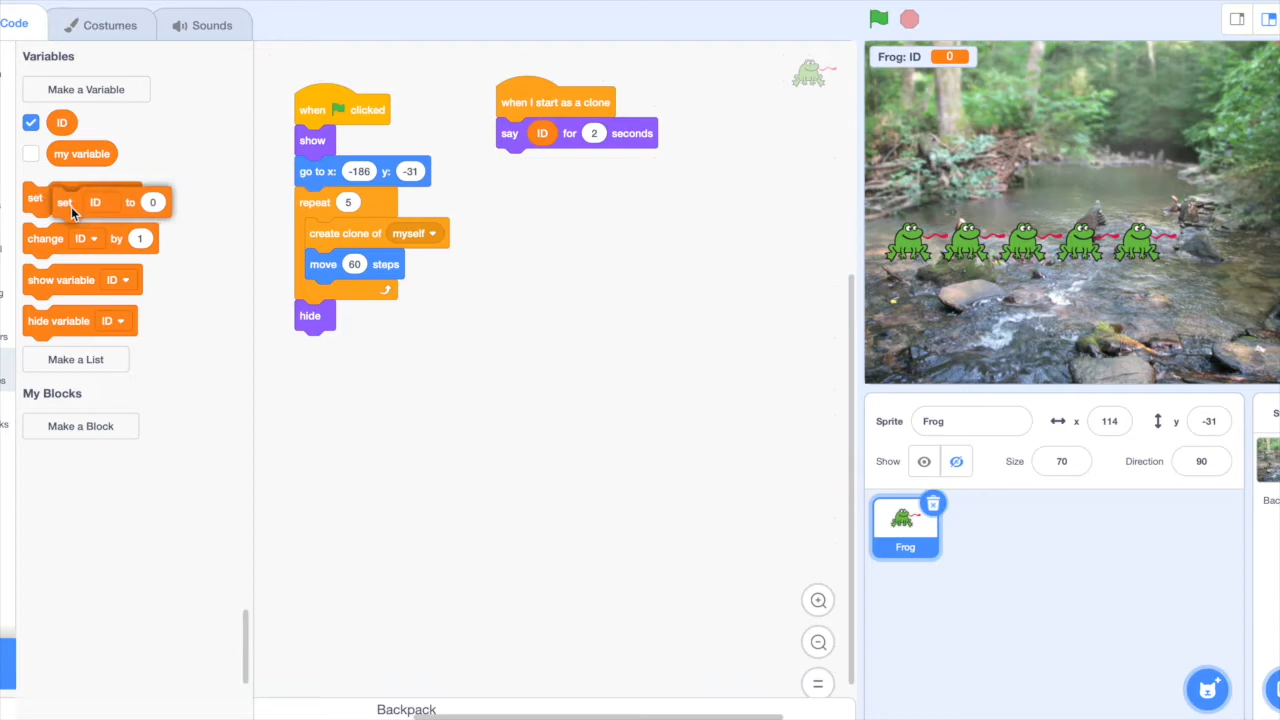 Code
Costumes
Sounds
Variables
Make a Variable
ID
my variable
set
set ID to 0
change ID by 1
show variable ID
hide variable ID
Make a List
My Blocks
Make a Block
when clicked
show
go to x: -186 y: -31
repeat 5
create clone of myself
move 60 steps
hide
when I start as a clone
say ID for 2 seconds
Backpack
Frog: ID 0
Sprite Frog x 114 y -31
Show Size 70 Direction 90
Frog